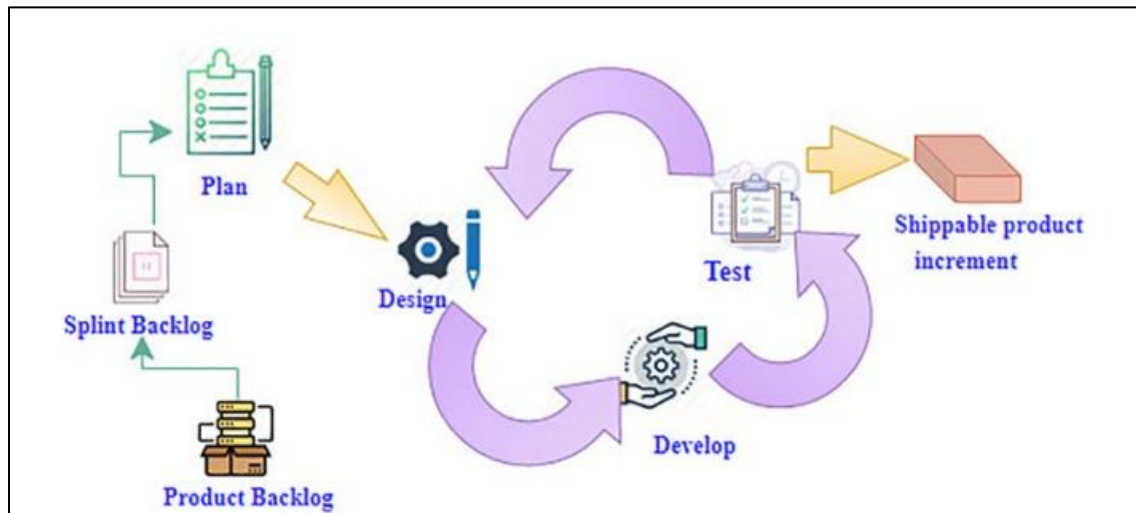 Plan
Design
Test
Shippable product
increment
Splint Backlog
Develop
Product Backlog